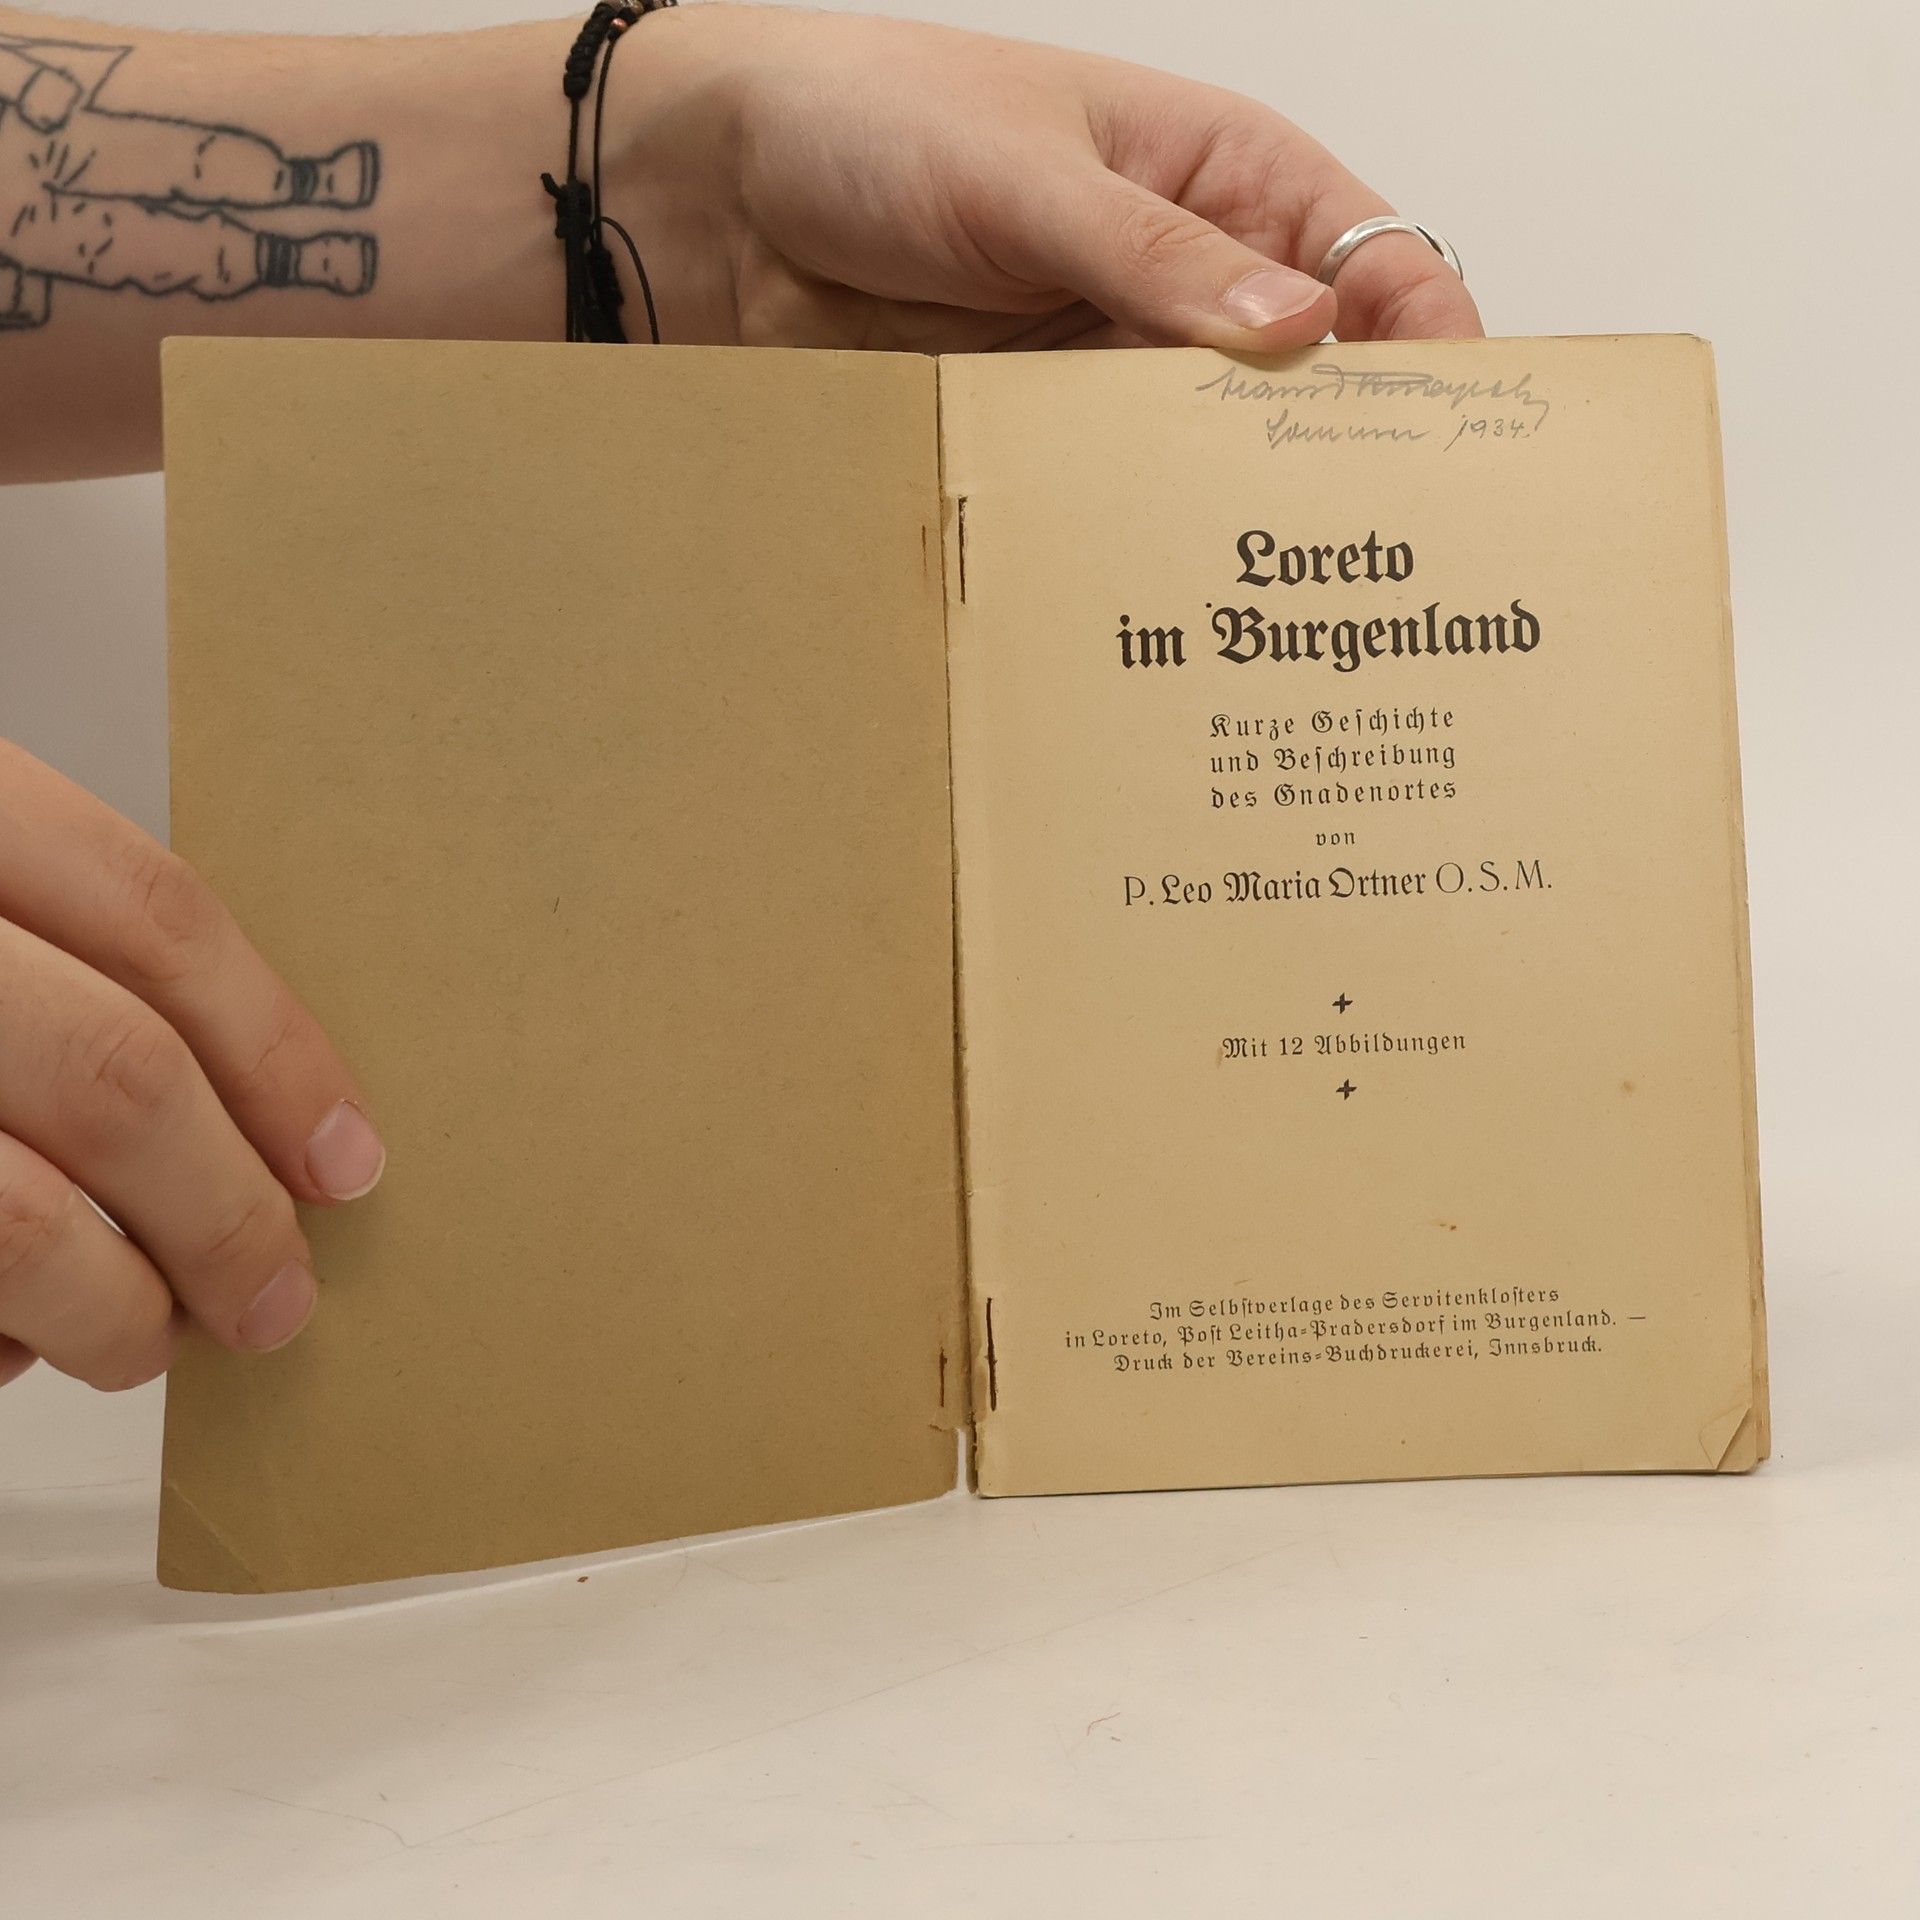 Sommer 1934.
Loreto
im Burgenland
Kurze Geſchichte
und Beſchreibung
des Gnadenortes
von
P. Leo Maria Ortner O. S. M.
Mit 12 Abbildungen
Im Selbſtverlage des Servitenkloſters
in Loreto, Poſt Leitha-Pradersdorf im Burgenland. —
Druck der Vereins-Buchdruckerei, Innsbruck.